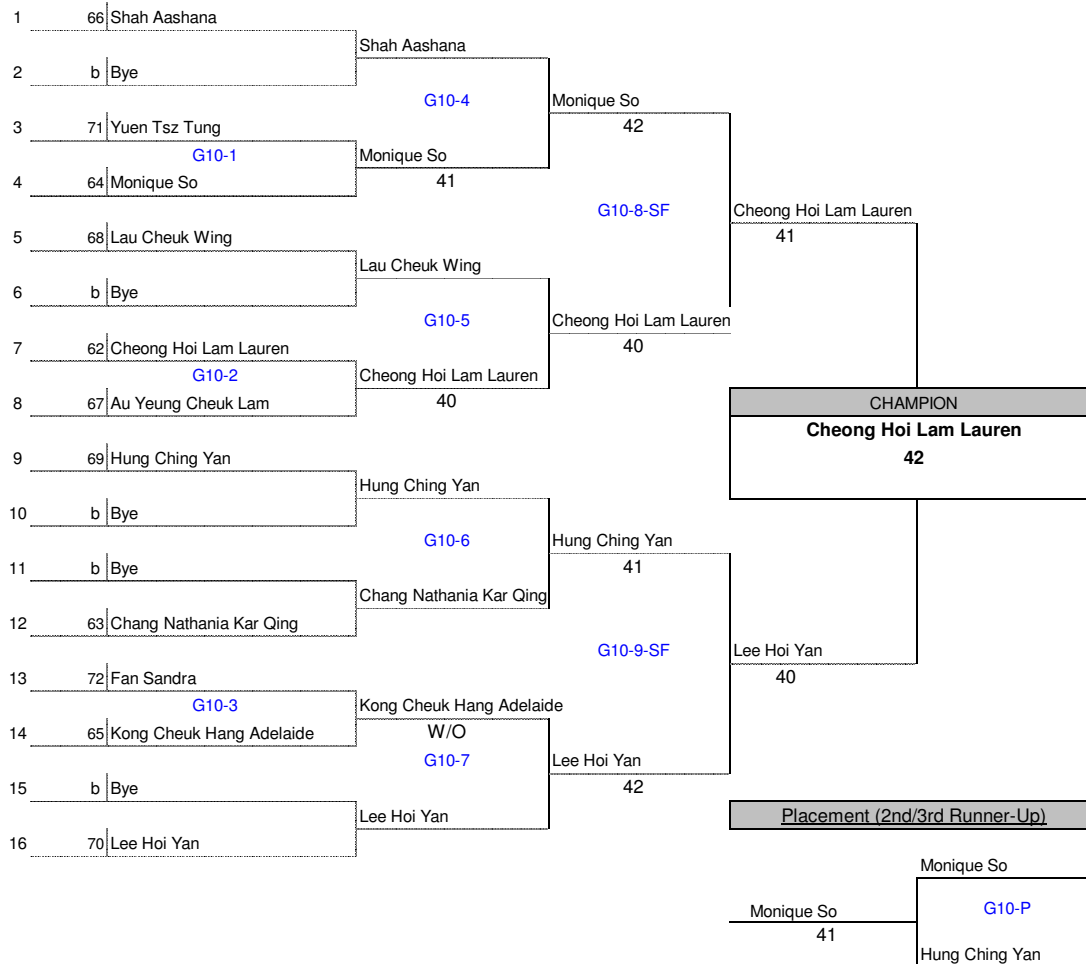 1 66 Shah Aashana
Shah Aashana
2 b Bye
G10-4 Monique So
42
3 71 Yuen Tsz Tung
G10-1 Monique So
4 64 Monique So 41
G10-8-SF Cheong Hoi Lam Lauren
41
5 68 Lau Cheuk Wing
Lau Cheuk Wing
6 b Bye
G10-5 Cheong Hoi Lam Lauren
40
7 62 Cheong Hoi Lam Lauren
G10-2 Cheong Hoi Lam Lauren
8 67 Au Yeung Cheuk Lam 40
CHAMPION
Cheong Hoi Lam Lauren
42
9 69 Hung Ching Yan
Hung Ching Yan
10 b Bye
G10-6 Hung Ching Yan
41
11 b Bye
Chang Nathania Kar Qing
12 63 Chang Nathania Kar Qing
G10-9-SF Lee Hoi Yan
40
13 72 Fan Sandra
G10-3 Kong Cheuk Hang Adelaide
14 65 Kong Cheuk Hang Adelaide W/O
G10-7 Lee Hoi Yan
42
15 b Bye
Lee Hoi Yan
16 70 Lee Hoi Yan
Placement (2nd/3rd Runner-Up)
Monique So
Monique So G10-P
41
Hung Ching Yan